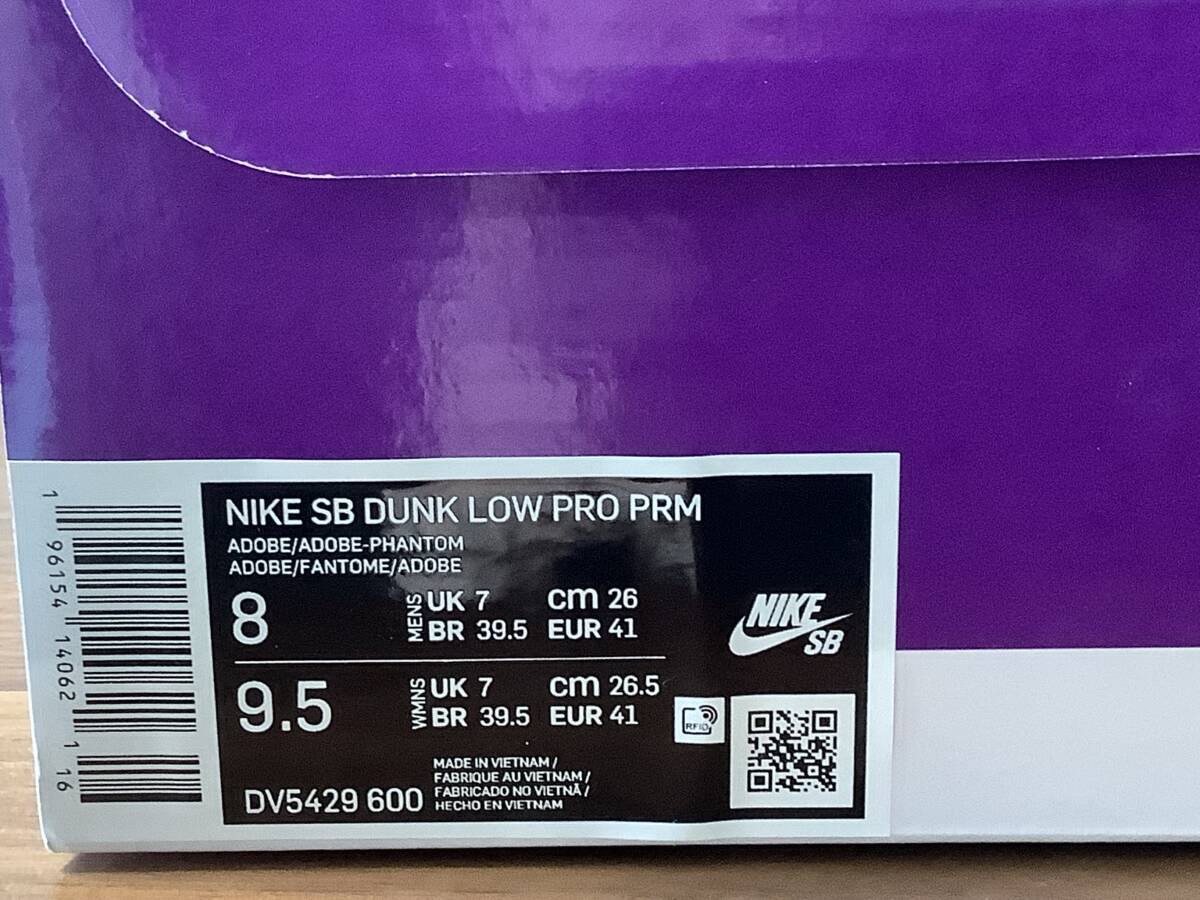 NIKE SB DUNK LOW PRO PRM
ADOBE/ADOBE-PHANTOM
ADOBE/FANTOME/ADOBE
8
MENS
UK 7 cm 26
BR 39.5 EUR 41
9.5
WMNS
UK 7 cm 26.5
BR 39.5 EUR 41
NIKE
SB
RFID
DV5429 600
MADE IN VIETNAM /
FABRIQUE AU VIETNAM /
FABRICADO NO VIETNÃ /
HECHO EN VIETNAM
1 96154 14062 1 16